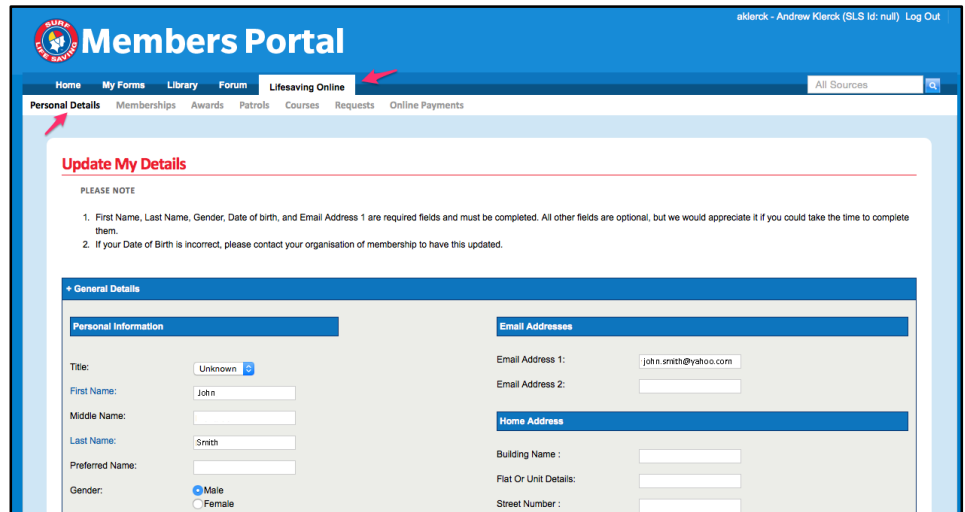 aklerck - Andrew Klerck (SLS Id: null) Log Out
SURF
LIFE SAVING
Members Portal
Home My Forms Library Forum Lifesaving Online All Sources
Personal Details Memberships Awards Patrols Courses Requests Online Payments
Update My Details
PLEASE NOTE
1. First Name, Last Name, Gender, Date of birth, and Email Address 1 are required fields and must be completed. All other fields are optional, but we would appreciate it if you could take the time to complete
them.
2. If your Date of Birth is incorrect, please contact your organisation of membership to have this updated.
+ General Details
Personal Information
Title: Unknown
First Name: John
Middle Name:
Last Name: Smith
Preferred Name:
Gender: Male
Female
Email Addresses
Email Address 1: john.smith@yahoo.com
Email Address 2:
Home Address
Building Name :
Flat Or Unit Details:
Street Number :